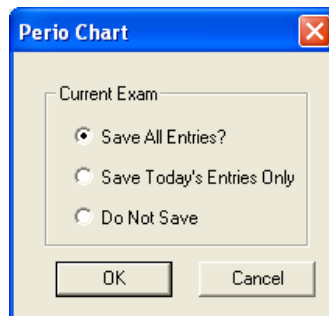 Perio Chart
Current Exam
Save All Entries?
Save Today's Entries Only
Do Not Save
OK Cancel